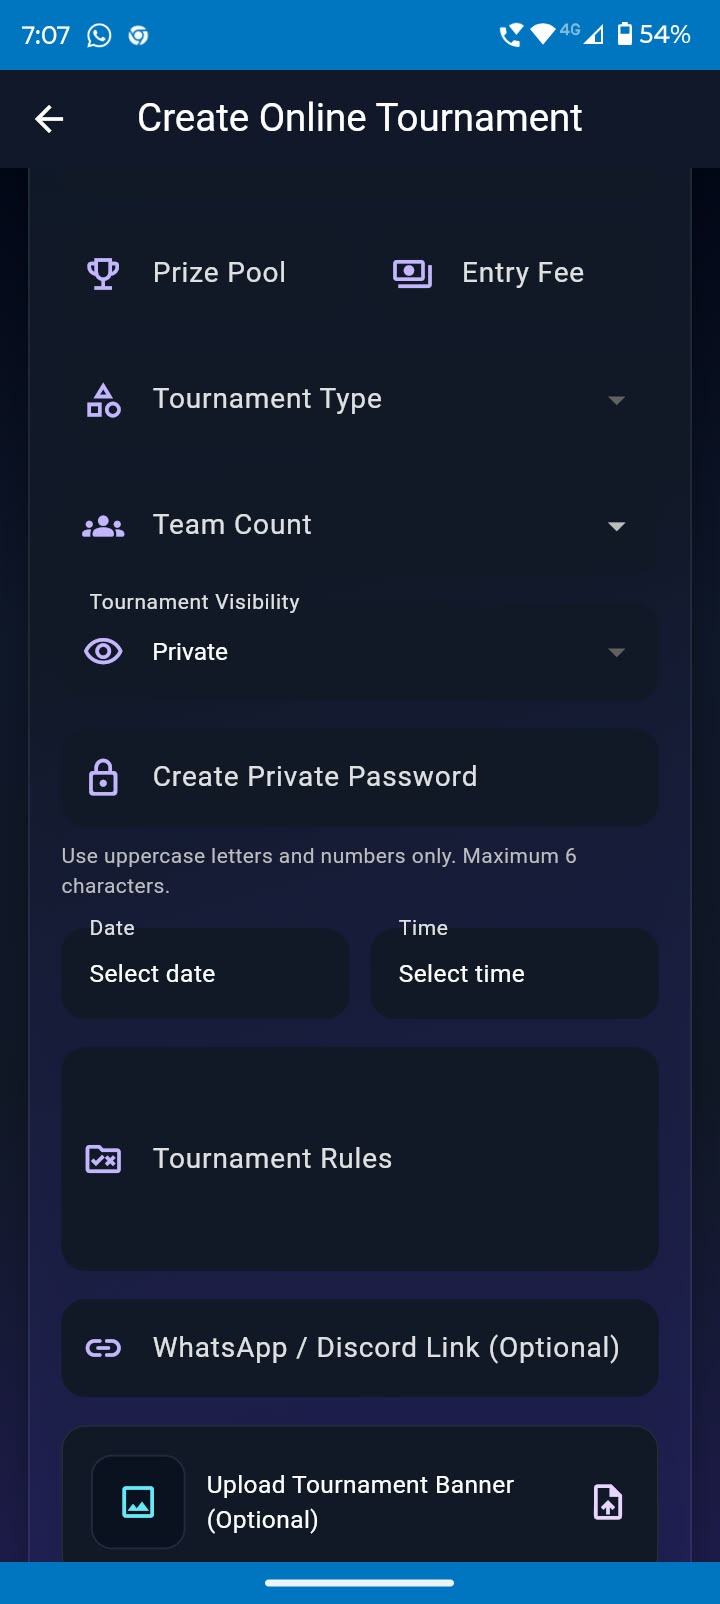 7:07 4G 54%
Create Online Tournament
Prize Pool Entry Fee
Tournament Type
Team Count
Tournament Visibility
Private
Create Private Password
Use uppercase letters and numbers only. Maximum 6
characters.
Date Time
Select date Select time
Tournament Rules
WhatsApp / Discord Link (Optional)
Upload Tournament Banner
(Optional)